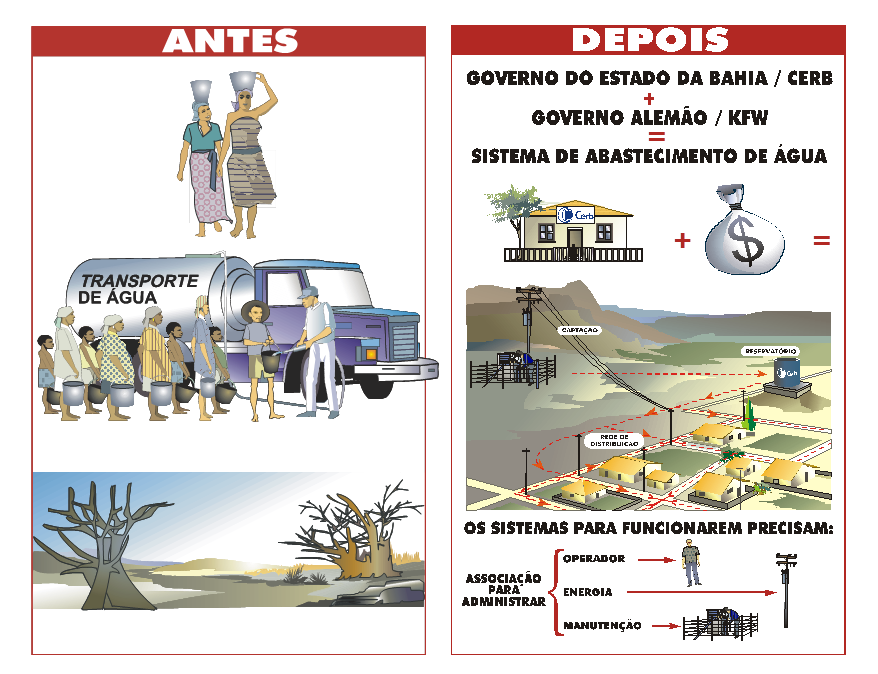 ANTES
TRANSPORTE
DE ÁGUA
DEPOIS
GOVERNO DO ESTADO DA BAHIA / CERB
+
GOVERNO ALEMÃO / KFW
=
SISTEMA DE ABASTECIMENTO DE ÁGUA
Cerb
+
$
=
CAPTAÇÃO
RESERVATÓRIO
Cerb
REDE DE
DISTRIBUICAO
OS SISTEMAS PARA FUNCIONAREM PRECISAM:
ASSOCIAÇÃO
PARA
ADMINISTRAR
OPERADOR
ENERGIA
MANUTENÇÃO